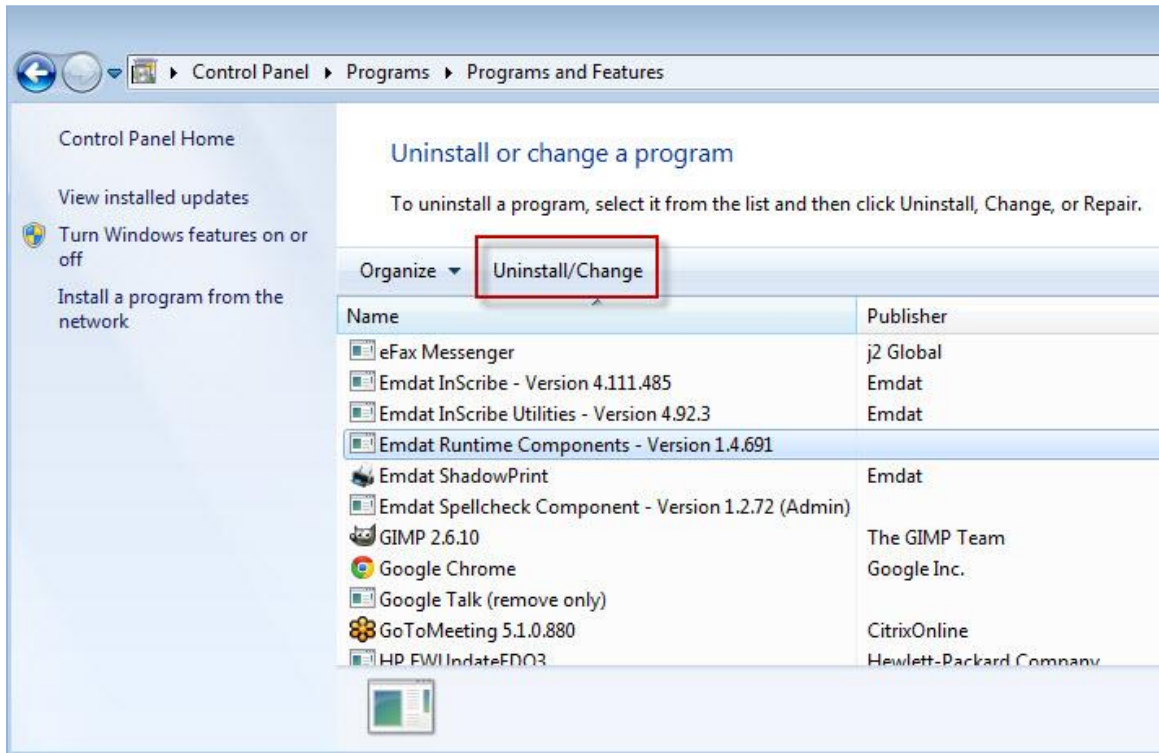 Control Panel ▸ Programs ▸ Programs and Features
Control Panel Home
View installed updates
Turn Windows features on or
off
Install a program from the
network
Uninstall or change a program
To uninstall a program, select it from the list and then click Uninstall, Change, or Repair.
Organize Uninstall/Change
Name Publisher
eFax Messenger j2 Global
Emdat InScribe - Version 4.111.485 Emdat
Emdat InScribe Utilities - Version 4.92.3 Emdat
Emdat Runtime Components - Version 1.4.691
Emdat ShadowPrint Emdat
Emdat Spellcheck Component - Version 1.2.72 (Admin)
GIMP 2.6.10 The GIMP Team
Google Chrome Google Inc.
Google Talk (remove only)
GoToMeeting 5.1.0.880 CitrixOnline
HP FWUpdateEDO3 Hewlett-Packard Company